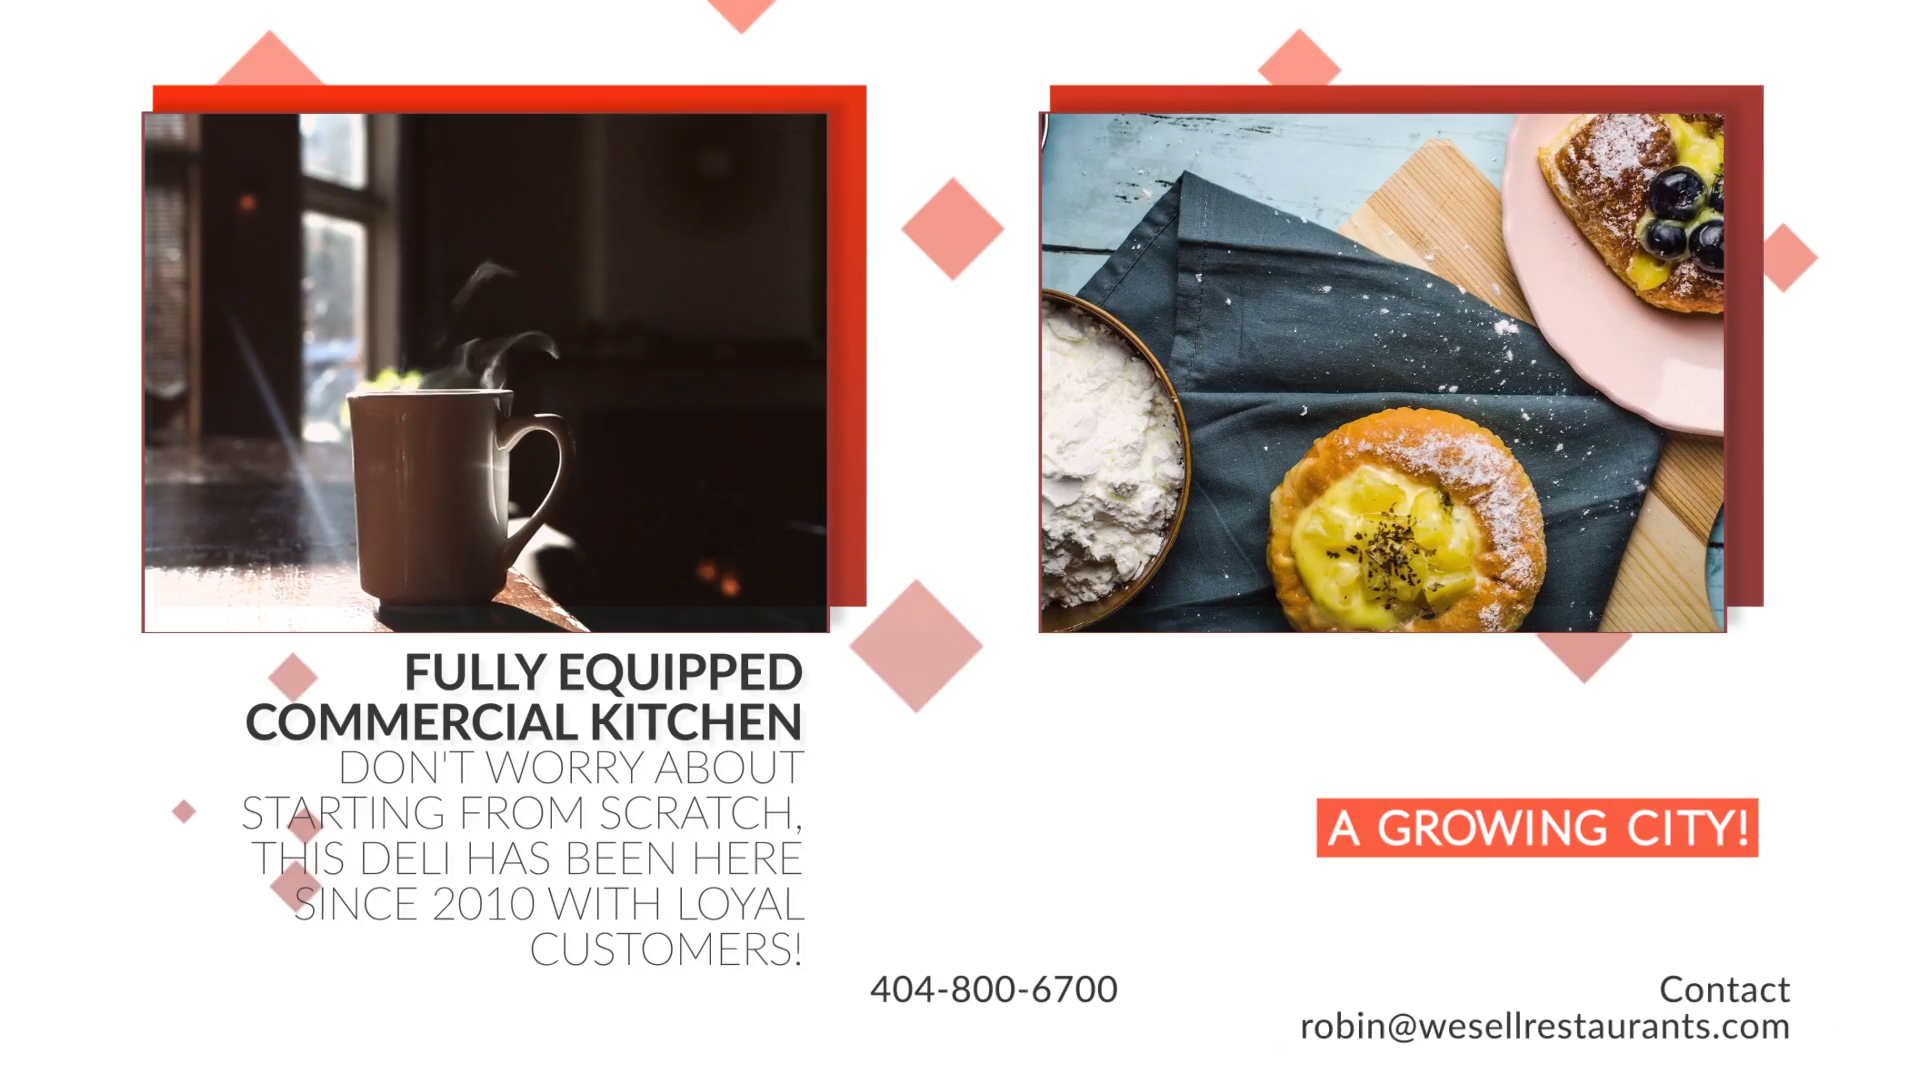 FULLY EQUIPPED
COMMERCIAL KITCHEN
DON'T WORRY ABOUT
STARTING FROM SCRATCH,
THIS DELI HAS BEEN HERE
SINCE 2010 WITH LOYAL
CUSTOMERS!
A GROWING CITY!
404-800-6700
Contact
robin@wesellrestaurants.com